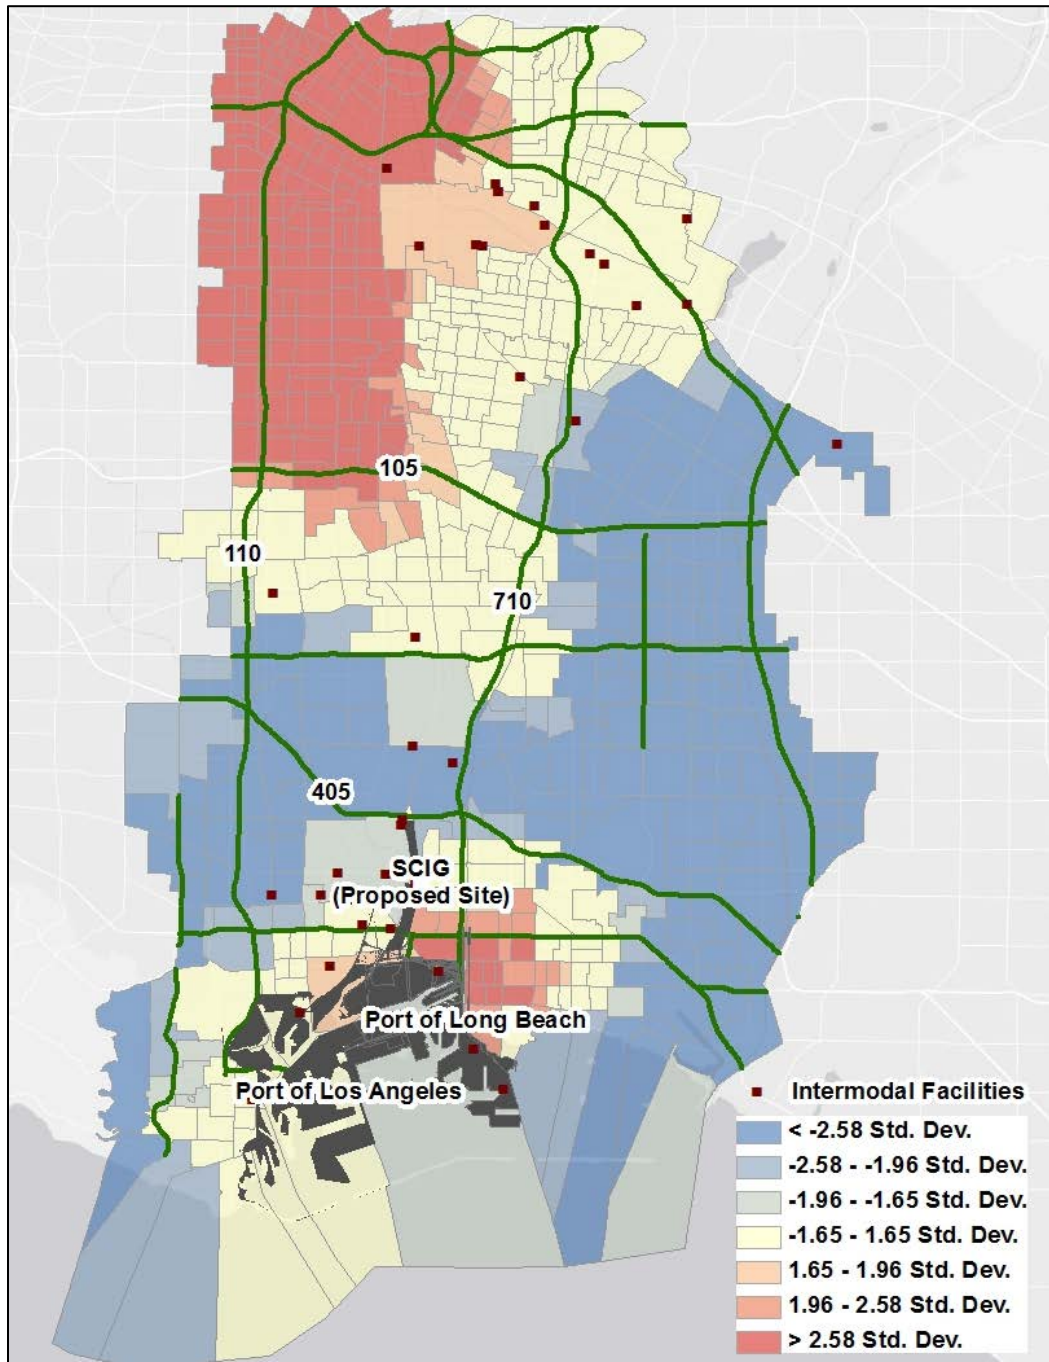 105
110
710
405
SCIG
(Proposed Site)
Port of Long Beach
Port of Los Angeles
Intermodal Facilities
< -2.58 Std. Dev.
-2.58 - -1.96 Std. Dev.
-1.96 - -1.65 Std. Dev.
-1.65 - 1.65 Std. Dev.
1.65 - 1.96 Std. Dev.
1.96 - 2.58 Std. Dev.
> 2.58 Std. Dev.